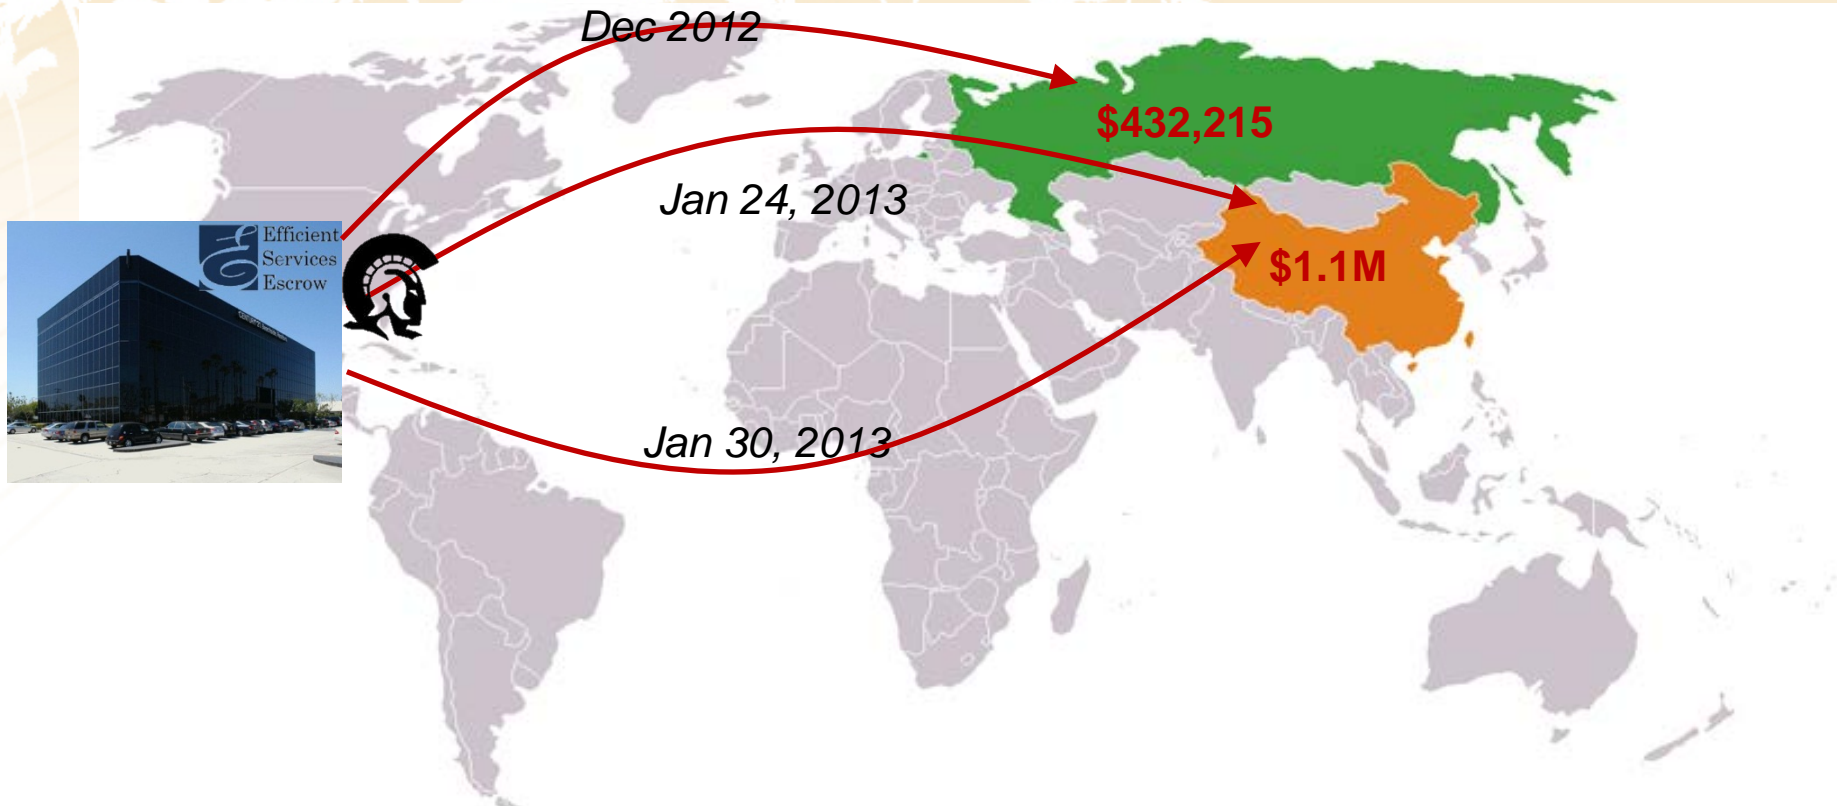 Dec 2012
$432,215
Jan 24, 2013
Efficient
Services
Escrow
$1.1M
Jan 30, 2013